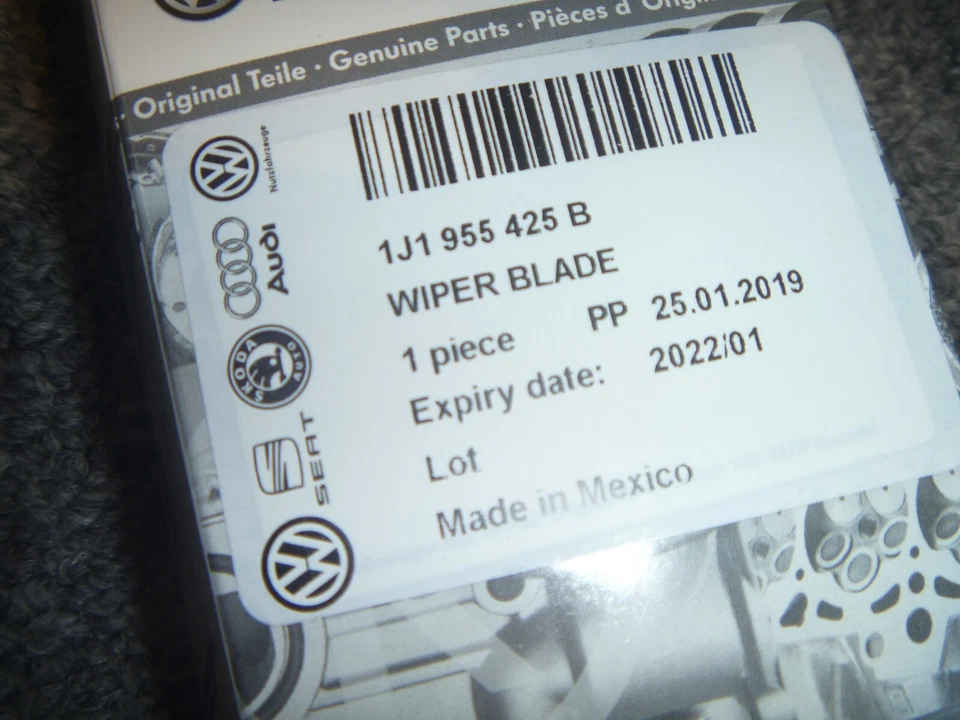 Original Teile · Genuine Parts · Pièces d'Origi
Nutzfahrzeuge
Audi
SKODA AUTO
SEAT
1J1 955 425 B
WIPER BLADE
1 piece PP 25.01.2019
Expiry date: 2022/01
Lot
Made in Mexico